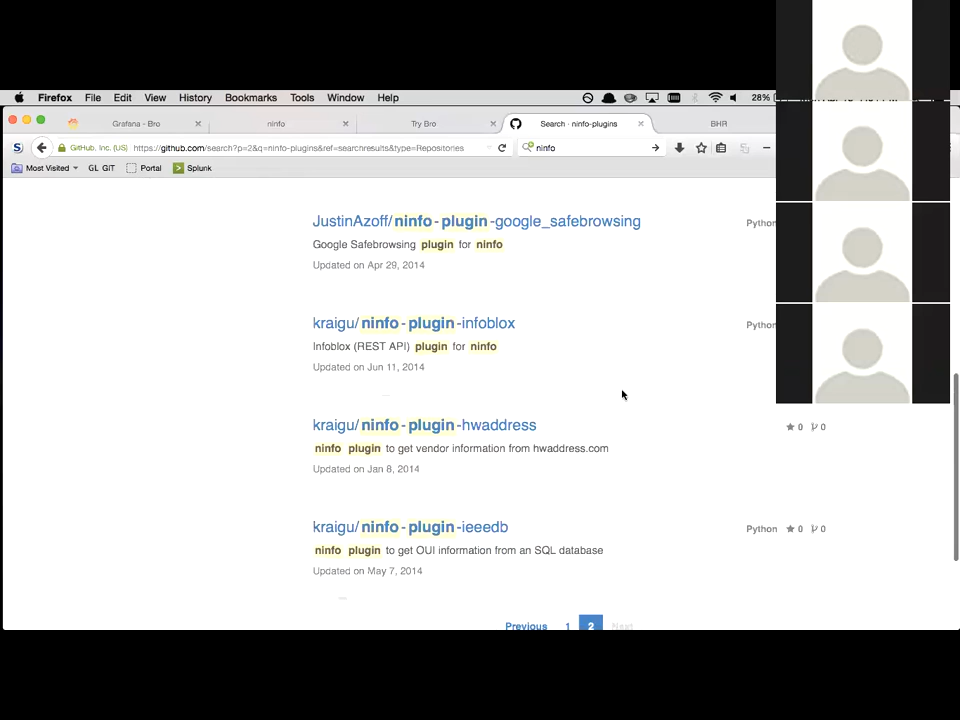 Firefox File Edit View History Bookmarks Tools Window Help 28%
Grafana - Bro ninfo Try Bro Search · ninfo-plugins BHR
GitHub, Inc. (US) https://github.com/search?p=2&q=ninfo-plugins&ref=searchresults&type=Repositories ninfo
Most Visited GL GIT Portal Splunk
JustinAzoff/ninfo-plugin-google_safebrowsing Python
Google Safebrowsing plugin for ninfo
Updated on Apr 29, 2014
kraigu/ninfo-plugin-infoblox Python
Infoblox (REST API) plugin for ninfo
Updated on Jun 11, 2014
kraigu/ninfo-plugin-hwaddress 0 0
ninfo plugin to get vendor information from hwaddress.com
Updated on Jan 8, 2014
kraigu/ninfo-plugin-ieeedb Python 0 0
ninfo plugin to get OUI information from an SQL database
Updated on May 7, 2014
Previous 1 2 Next